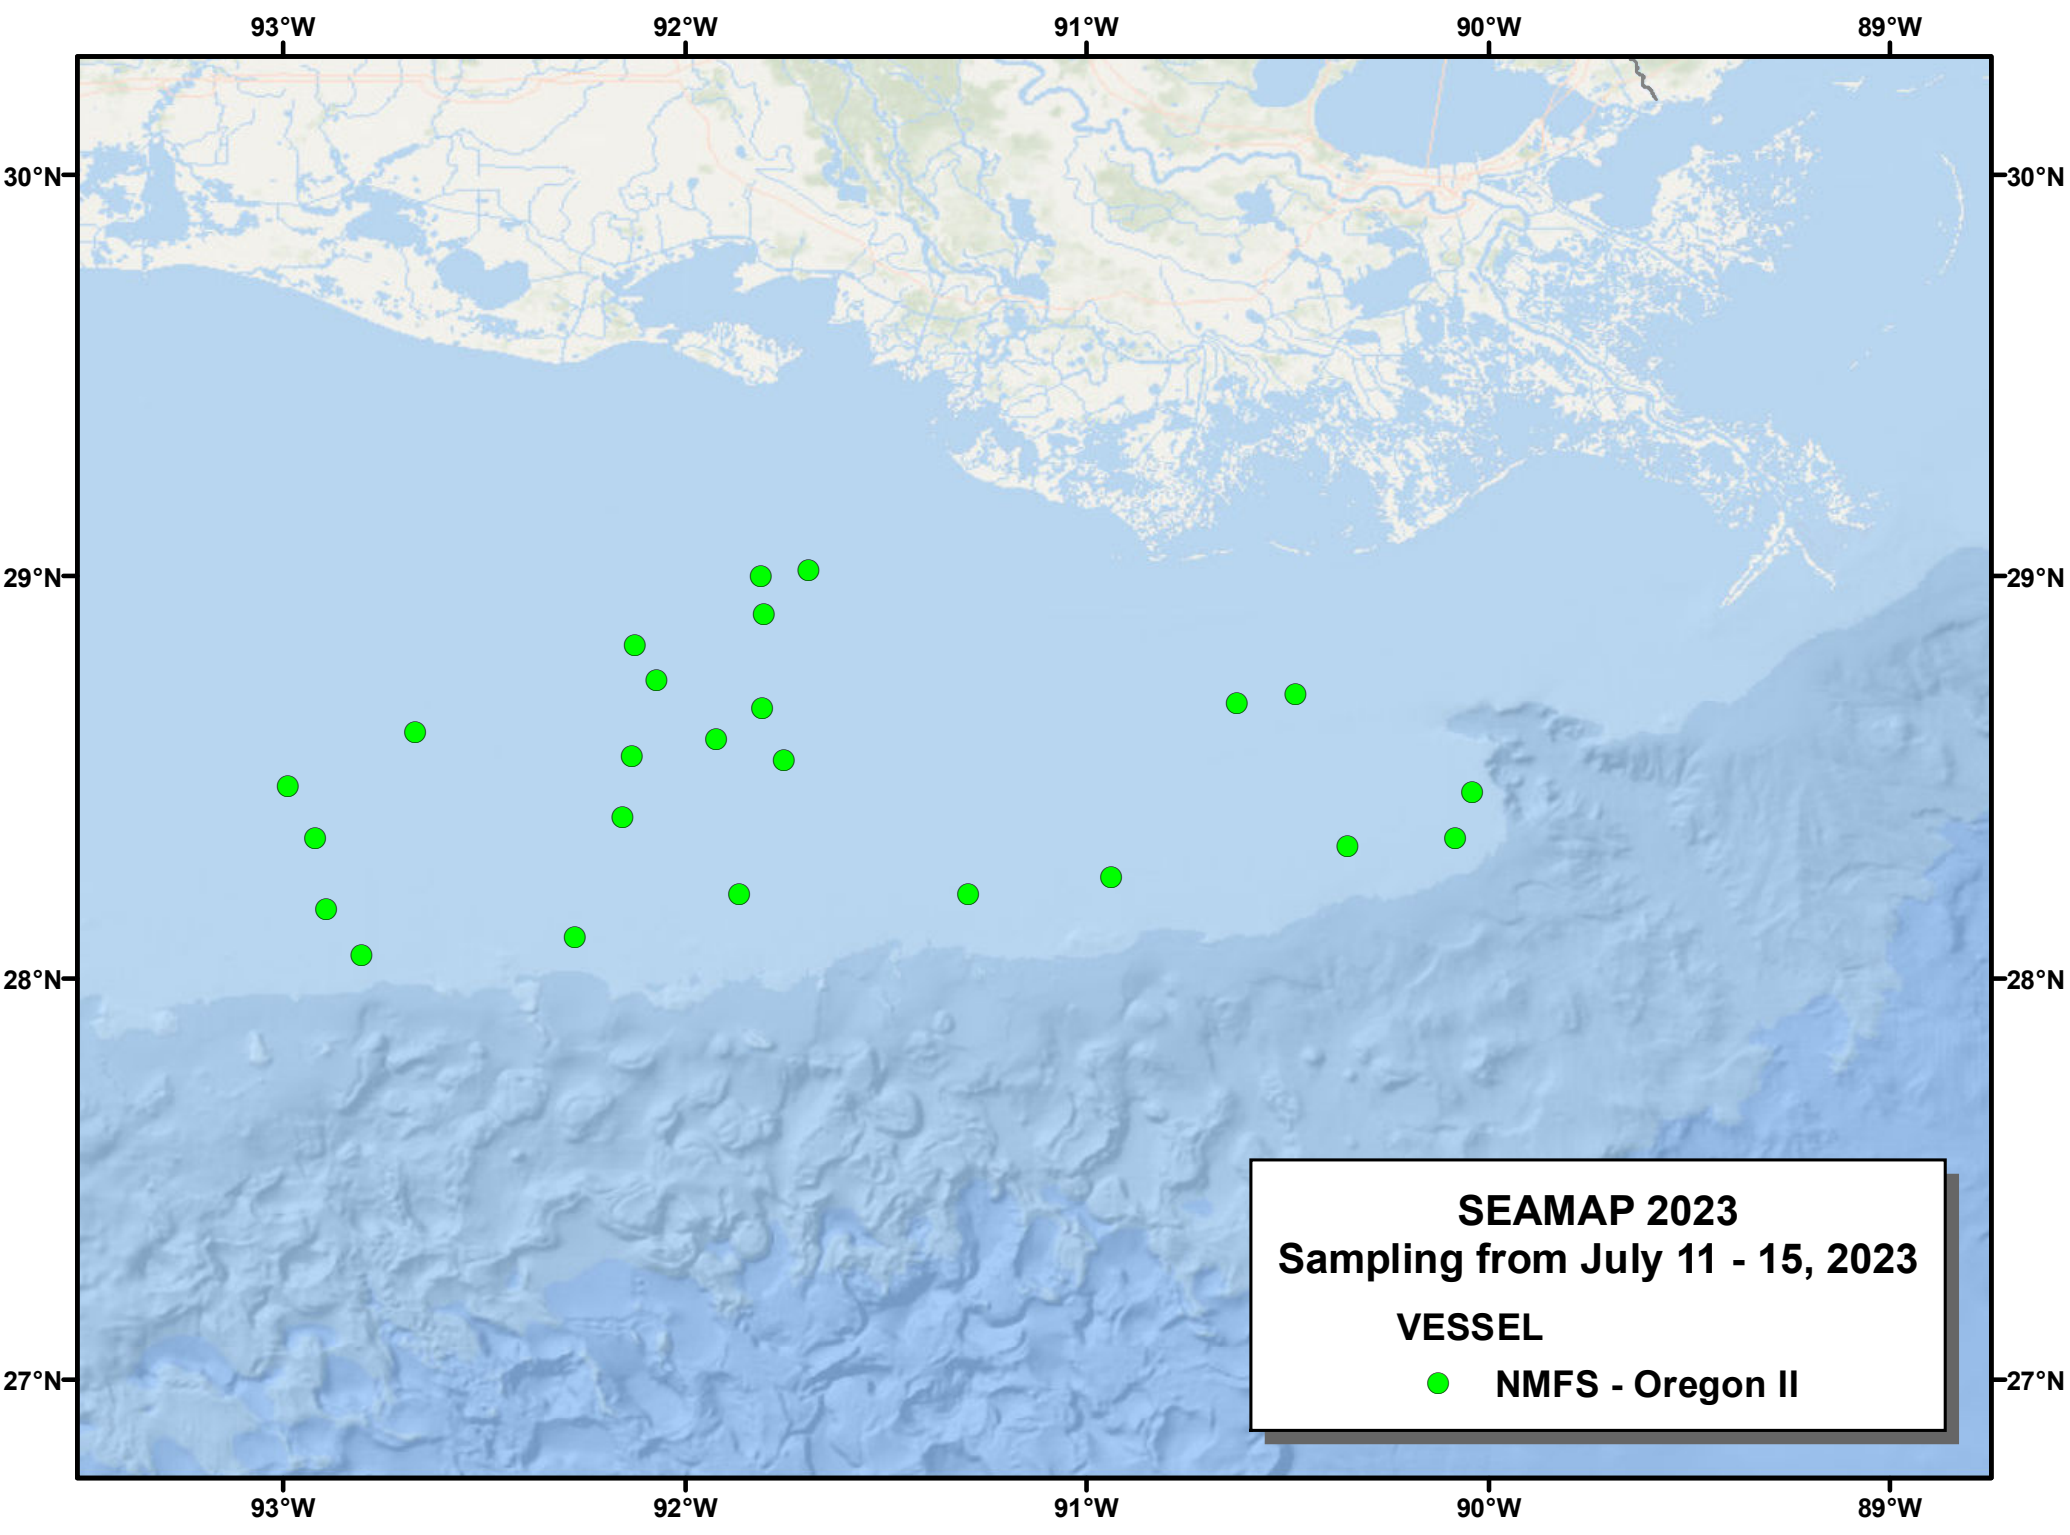 93°W 92°W 91°W 90°W 89°W
30°N 30°N
29°N 29°N
28°N 28°N
SEAMAP 2023
Sampling from July 11 - 15, 2023
VESSEL
NMFS - Oregon II
27°N 27°N
93°W 92°W 91°W 90°W 89°W